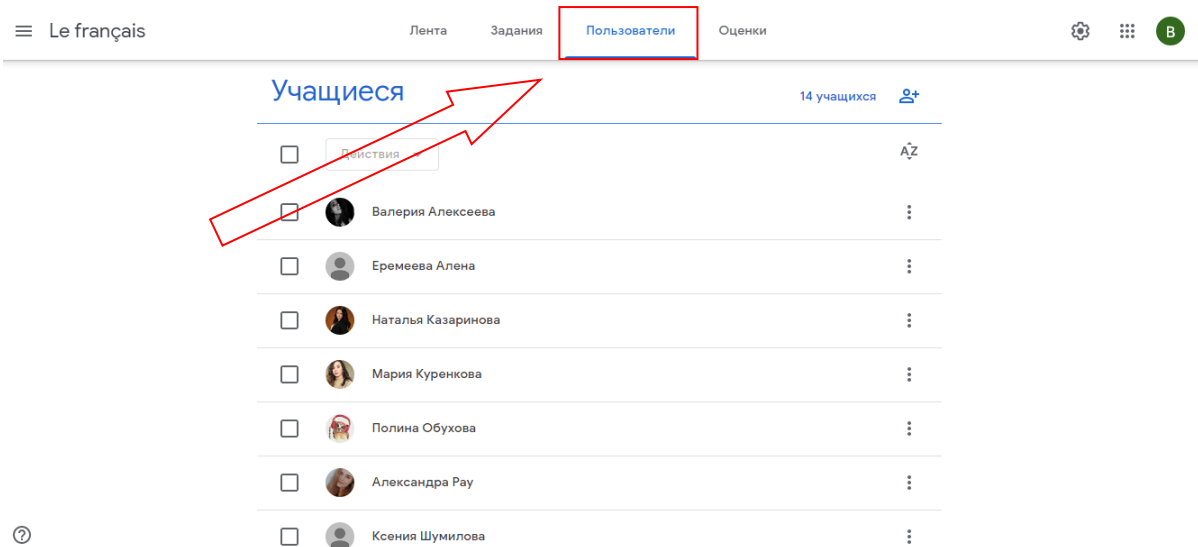 Le français
Лента
Задания
Пользователи
Оценки
B
Учащиеся
14 учащихся
Действия
AZ
Валерия Алексеева
Еремеева Алена
Наталья Казаринова
Мария Куренкова
Полина Обухова
Александра Рау
Ксения Шумилова